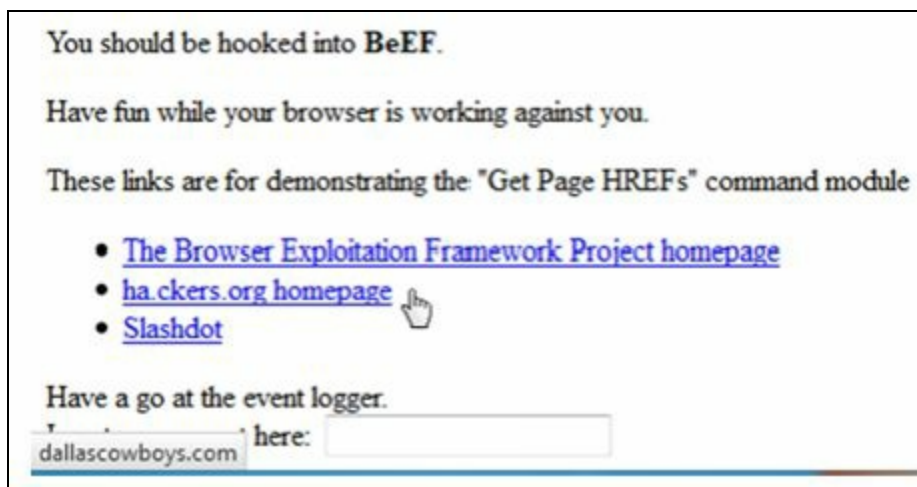 You should be hooked into BeEF.
Have fun while your browser is working against you.
These links are for demonstrating the "Get Page HREFs" command module
• The Browser Exploitation Framework Project homepage
• ha.ckers.org homepage
• Slashdot
Have a go at the event logger.
here:
dallascowboys.com